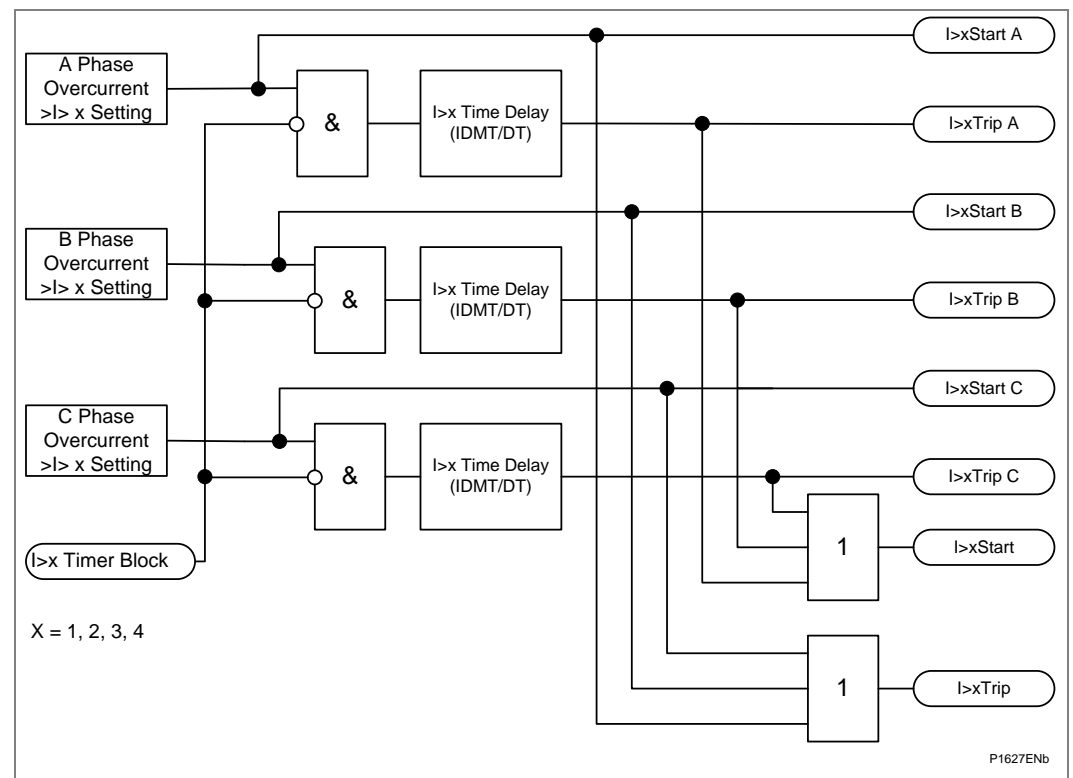 I>xStart A
A Phase
Overcurrent
>I> x Setting
&
I>x Time Delay
(IDMT/DT)
I>xTrip A
I>xStart B
B Phase
Overcurrent
>I> x Setting
&
I>x Time Delay
(IDMT/DT)
I>xTrip B
I>xStart C
C Phase
Overcurrent
>I> x Setting
&
I>x Time Delay
(IDMT/DT)
I>xTrip C
1
I>xStart
I>x Timer Block
X = 1, 2, 3, 4
1
I>xTrip
P1627ENb